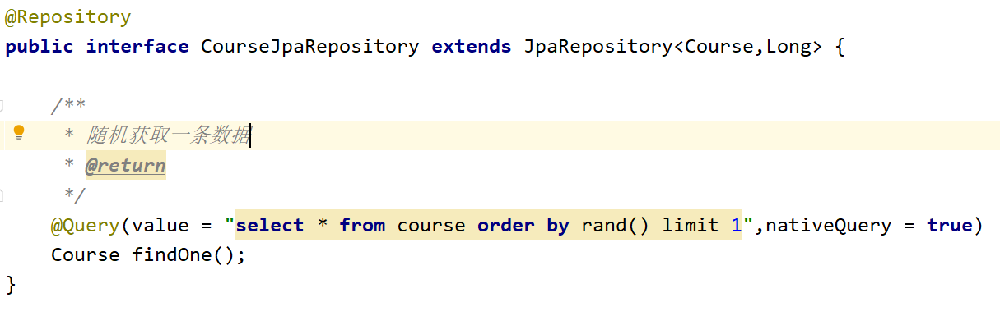 @Repository
public interface CourseJpaRepository extends JpaRepository<Course,Long> {
/**
* 随机获取一条数据
* @return
*/
@Query(value = "select * from course order by rand() limit 1",nativeQuery = true)
Course findOne();
}